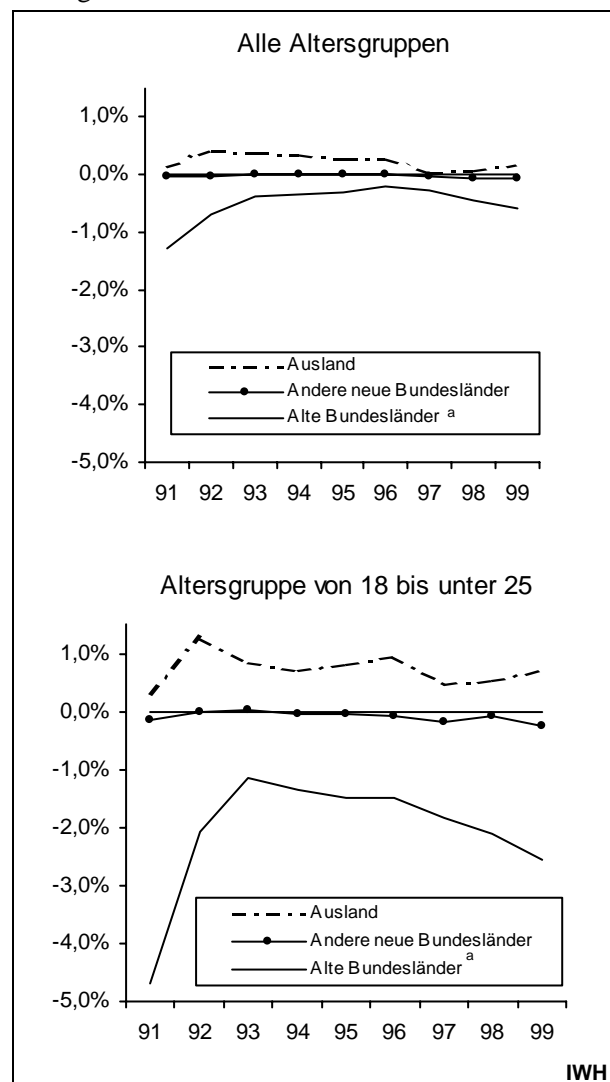 Alle Altersgruppen
1,0%
0,0%
-1,0%
-2,0%
-3,0%
-4,0%
-5,0%
Ausland
Andere neue Bundesländer
Alte Bundesländer a
91 92 93 94 95 96 97 98 99
Altersgruppe von 18 bis unter 25
1,0%
0,0%
-1,0%
-2,0%
-3,0%
-4,0%
-5,0%
Ausland
Andere neue Bundesländer
Alte Bundesländer a
91 92 93 94 95 96 97 98 99
IWH